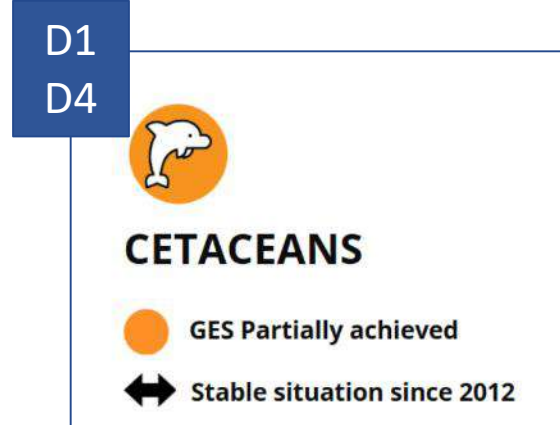 D1
D4
CETACEANS
GES Partially achieved
Stable situation since 2012